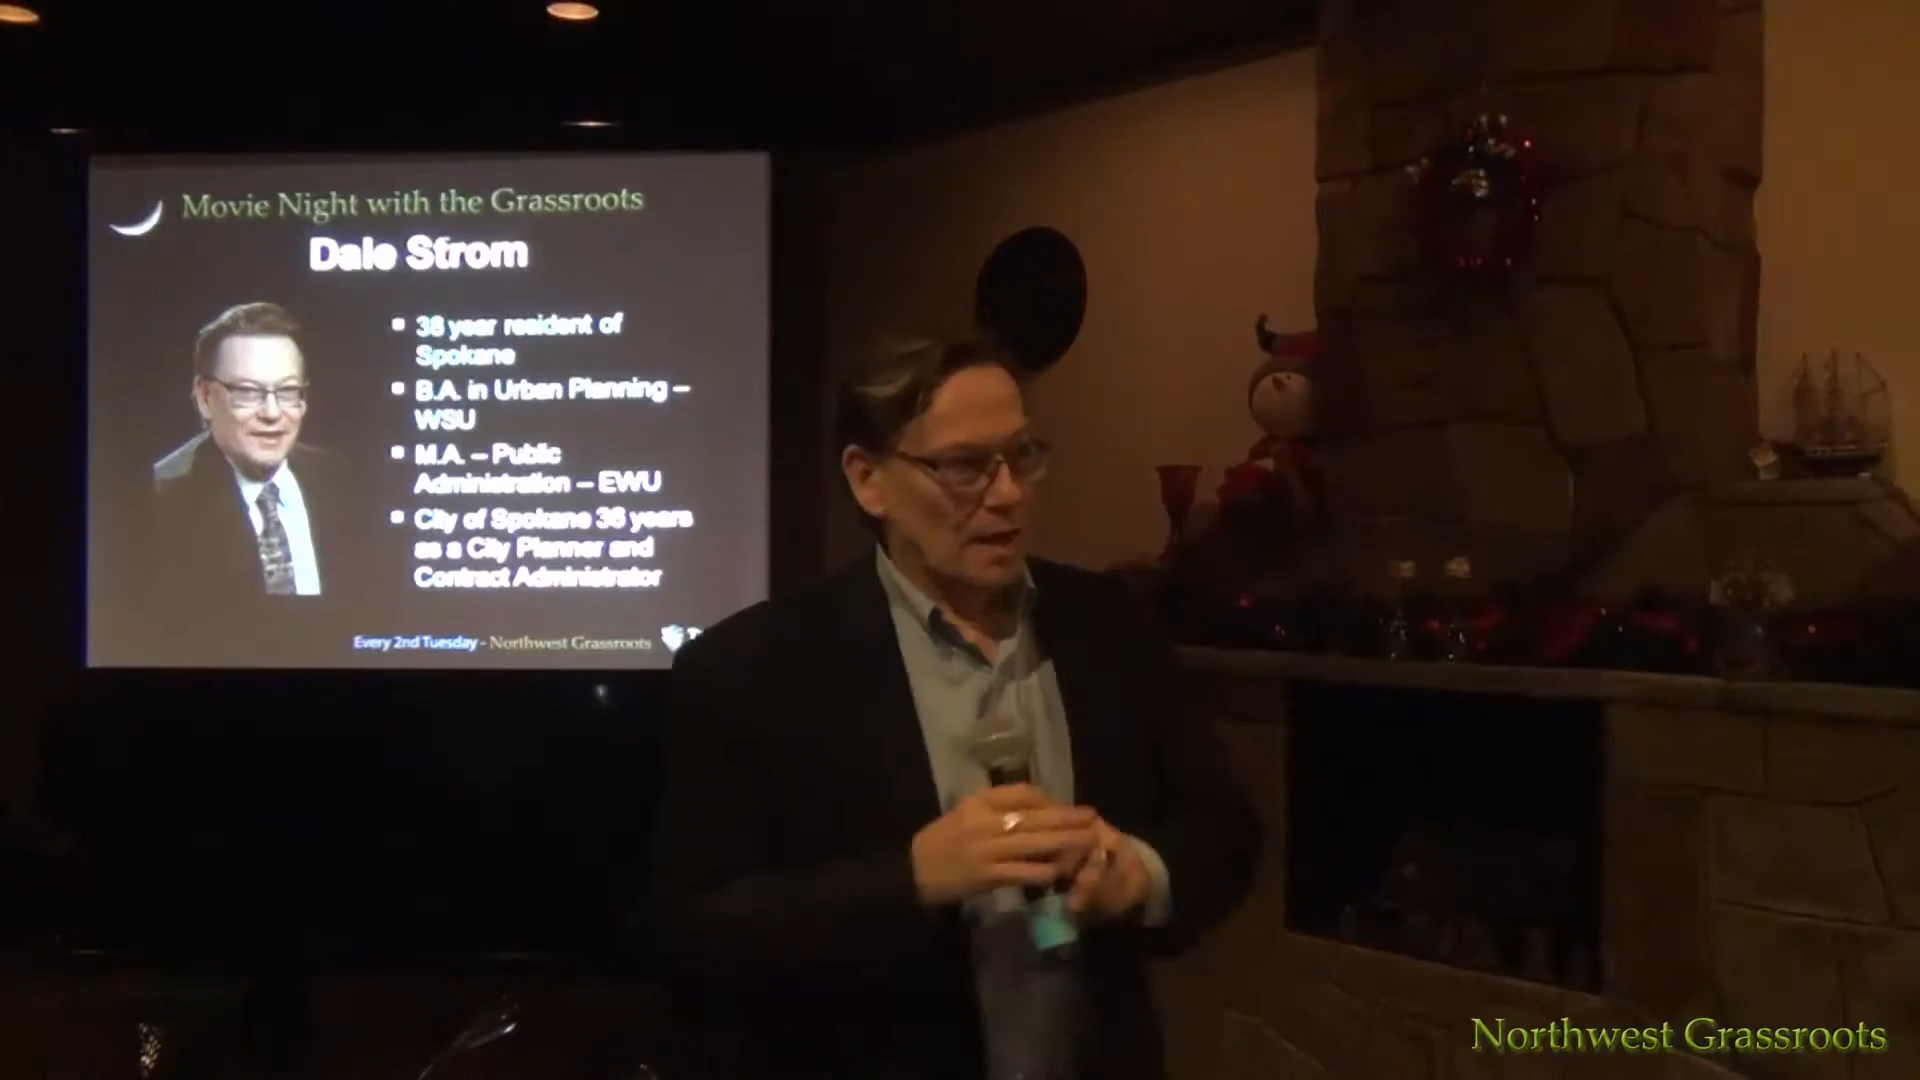 Movie Night with the Grassroots
Dale Strom
▪ 38 year resident of
Spokane
▪ B.A. in Urban Planning –
WSU
▪ M.A. – Public
Administration – EWU
▪ City of Spokane 36 years
as a City Planner and
Contract Administrator
Every 2nd Tuesday - Northwest Grassroots
Northwest Grassroots